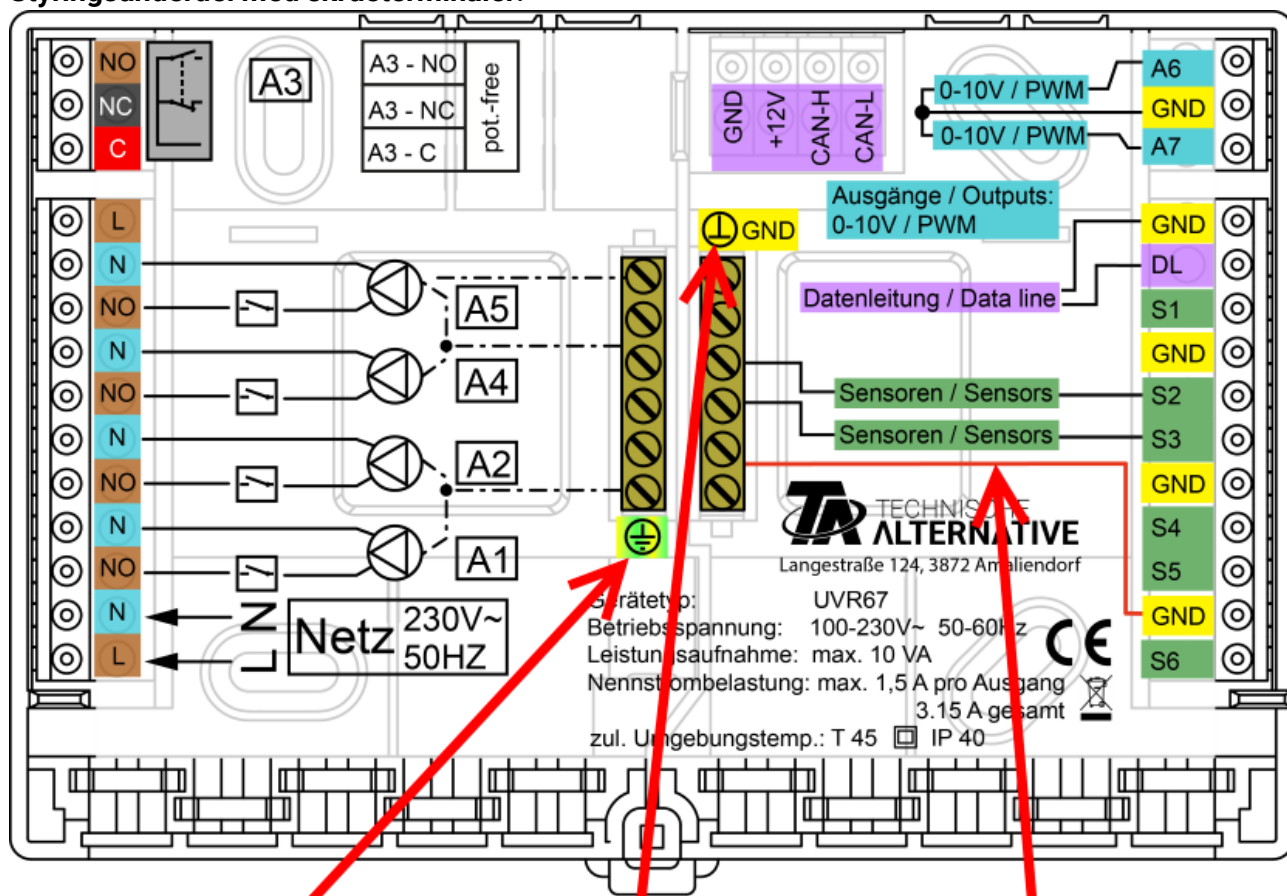 NO
NC
C
A3
A3 - NO
A3 - NC
A3 - C
pot.-free
GND
+12V
CAN-H
CAN-L
0-10V / PWM
0-10V / PWM
A6
GND
A7
Ausgänge / Outputs:
0-10V / PWM
L
N
NO
N
NO
N
NO
N
NO
N
L
A5
A4
A2
A1
L N
Netz 230V~
50HZ
GND
Datenleitung / Data line
Sensoren / Sensors
Sensoren / Sensors
GND
DL
S1
GND
S2
S3
GND
S4
S5
GND
S6
TA TECHNISCHE
ALTERNATIVE
Langestraße 124, 3872 Amaliendorf
Gerätetyp: UVR67
Betriebsspannung: 100-230V~ 50-60Hz
Leistungsaufnahme: max. 10 VA
Nennstrombelastung: max. 1,5 A pro Ausgang
3.15 A gesamt
zul. Umgebungstemp.: T 45 IP 40
CE